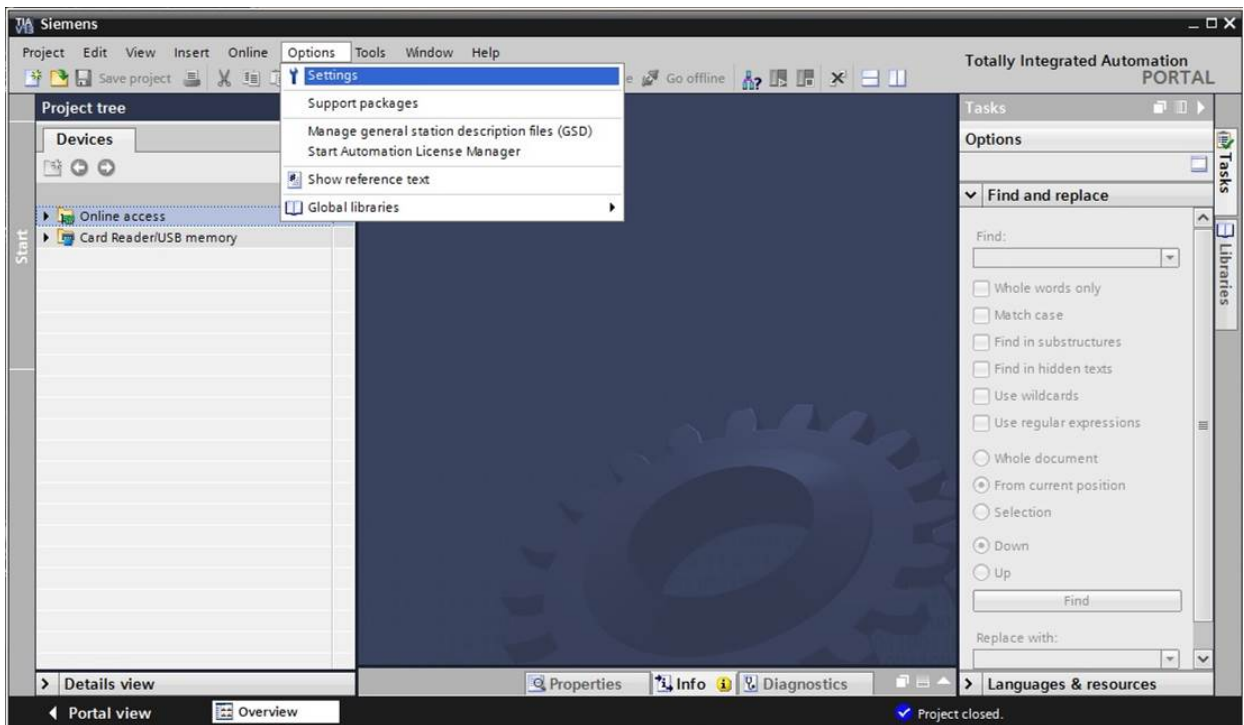 TIA
V13
Siemens
Project Edit View Insert Online Options Tools Window Help
Totally Integrated Automation
PORTAL
Save project
Go offline
Settings
Support packages
Manage general station description files (GSD)
Start Automation License Manager
Show reference text
Global libraries
Project tree
Devices
Online access
Card Reader/USB memory
Start
Details view
Tasks
Options
Find and replace
Find:
Whole words only
Match case
Find in substructures
Find in hidden texts
Use wildcards
Use regular expressions
Whole document
From current position
Selection
Down
Up
Find
Replace with:
Languages & resources
Tasks
Libraries
Properties
Info
Diagnostics
Portal view
Overview
Project closed.